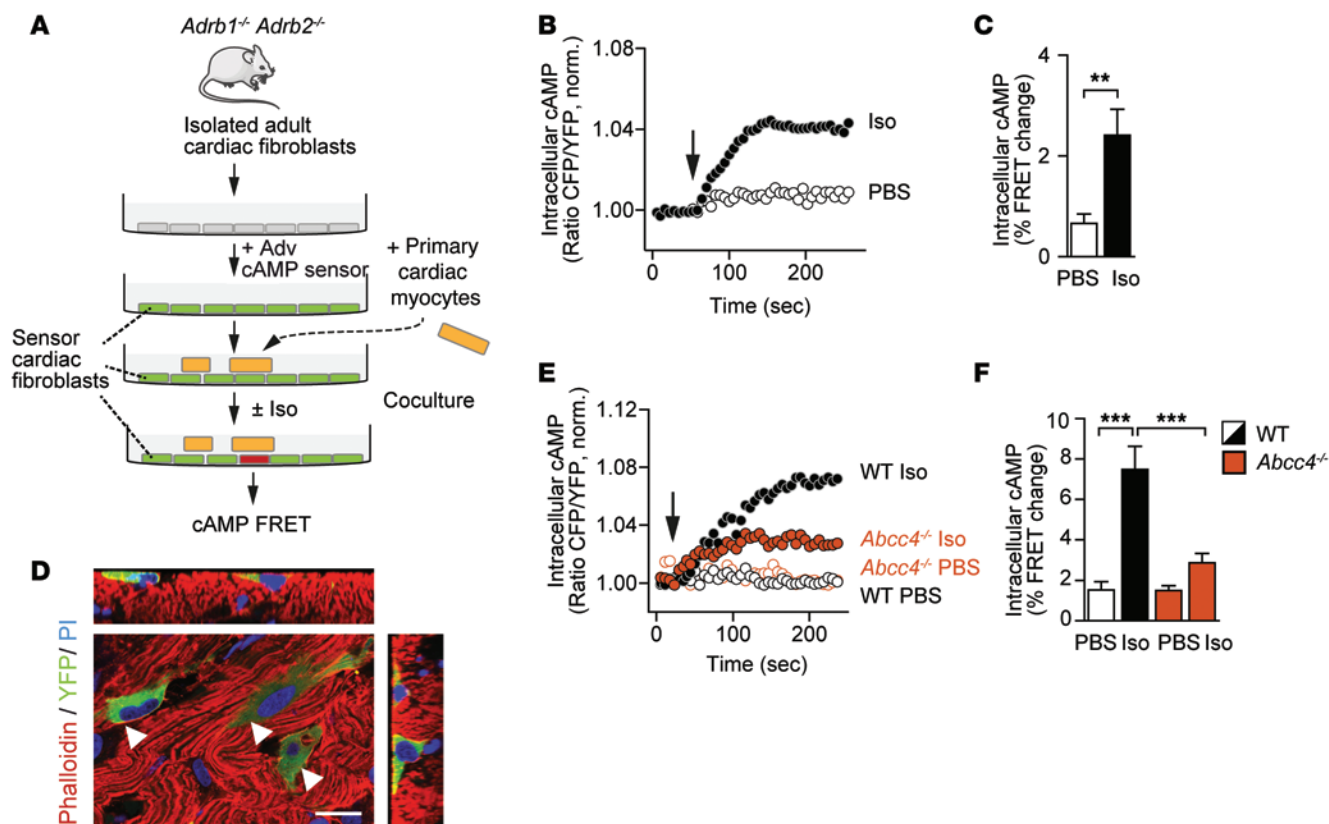 A
Adrb1-/- Adrb2-/-
Isolated adult
cardiac fibroblasts
+ Adv
cAMP sensor
+ Primary
cardiac
myocytes
Sensor
cardiac
fibroblasts
± Iso
Coculture
cAMP FRET
B
Intracellular cAMP
(Ratio CFP/YFP, norm.)
1.08
1.04
1.00
Iso
PBS
0 100 200
Time (sec)
C
Intracellular cAMP
(% FRET change)
4
2
0
**
PBS Iso
D
Phalloidin / YFP/ PI
E
Intracellular cAMP
(Ratio CFP/YFP, norm.)
1.12
1.08
1.04
1.00
WT Iso
Abcc4-/- Iso
Abcc4-/- PBS
WT PBS
0 100 200
Time (sec)
F
Intracellular cAMP
(% FRET change)
10
8
6
4
2
0
*** ***
WT
Abcc4-/-
PBS Iso PBS Iso